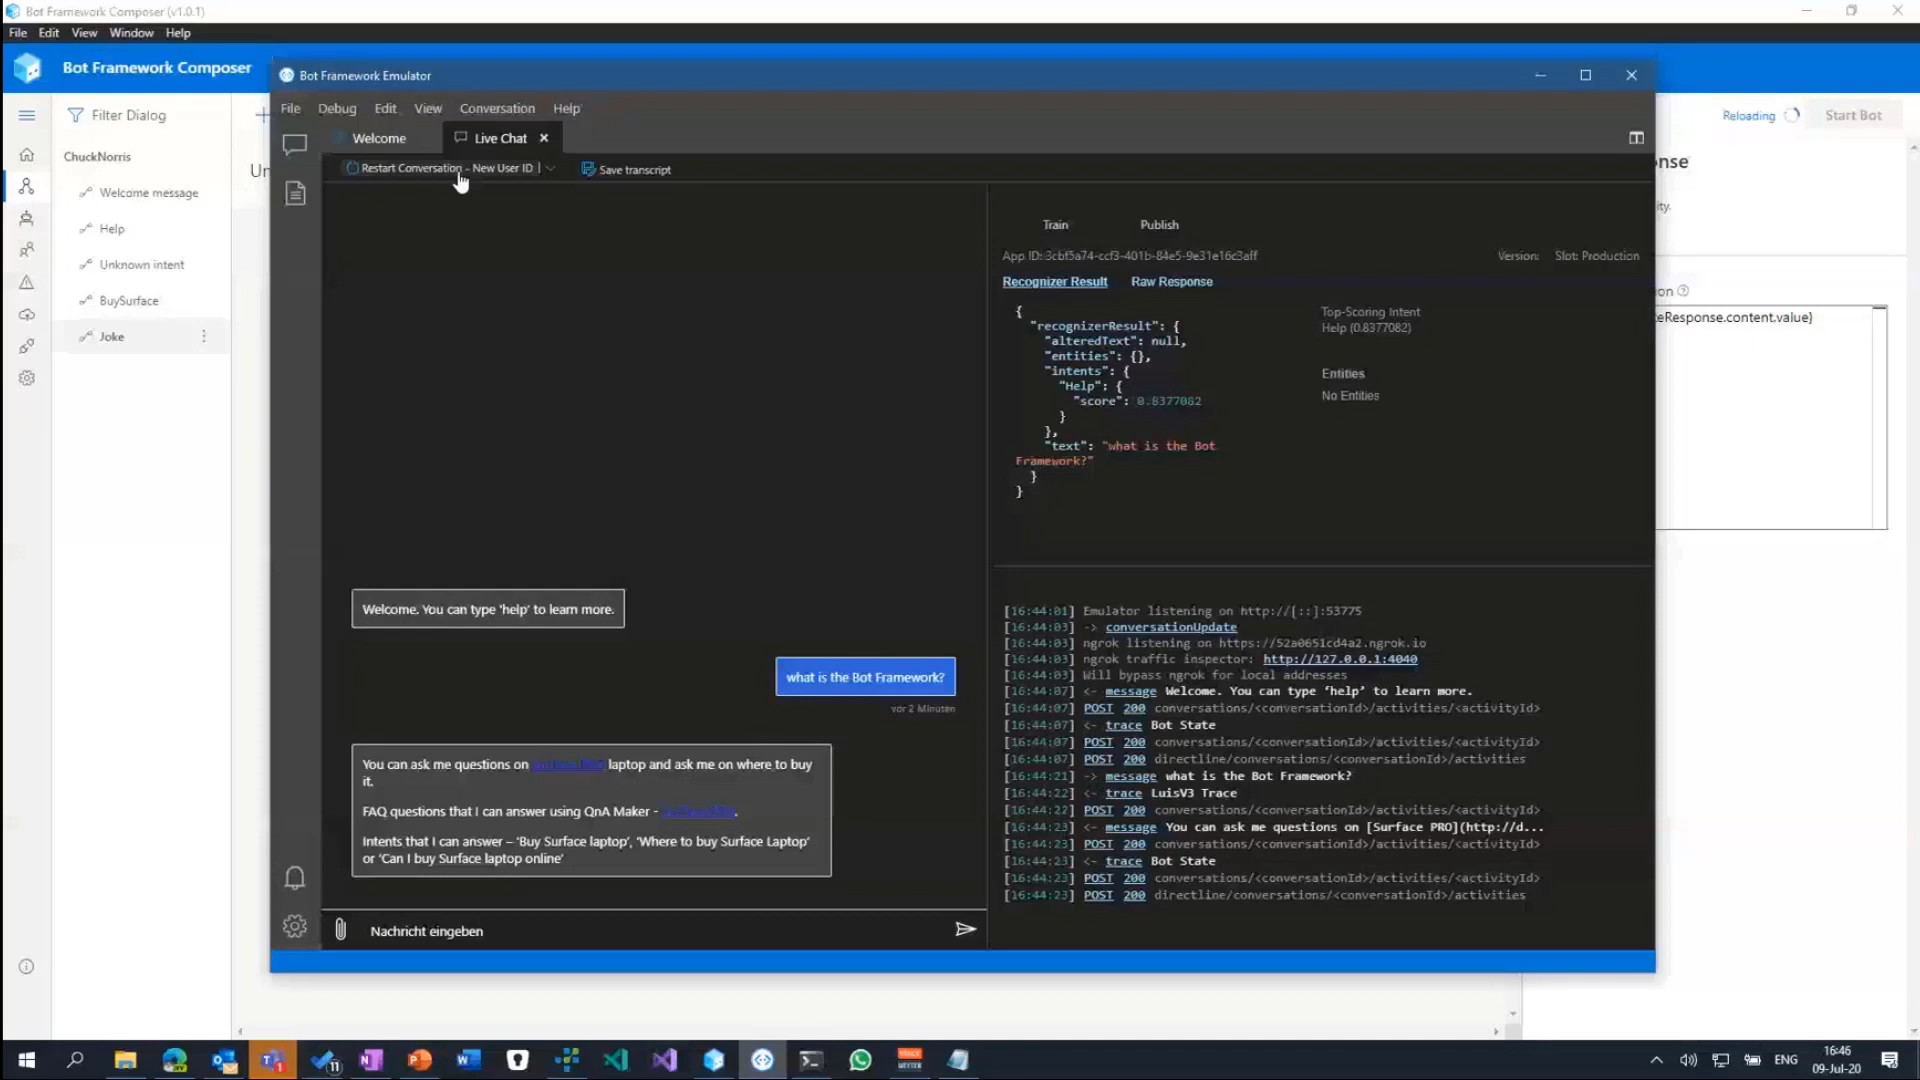 Bot Framework Composer (v1.0.1)
File Edit View Window Help
Bot Framework Composer
Filter Dialog
ChuckNorris
Welcome message
Help
Unknown intent
BuySurface
Joke
Un
Reloading
Start Bot
nse
ity.
on
eResponse.content.value}
Bot Framework Emulator
File Debug Edit View Conversation Help
Welcome
Live Chat
Restart Conversation - New User ID
Save transcript
Welcome. You can type 'help' to learn more.
what is the Bot Framework?
vor 2 Minuten
You can ask me questions on laptop and ask me on where to buy
it.
FAQ questions that I can answer using QnA Maker - .
Intents that I can answer – 'Buy Surface laptop', 'Where to buy Surface Laptop'
or 'Can I buy Surface laptop online'
Nachricht eingeben
Train Publish
App ID: 3cbf5a74-ccf3-401b-84e5-9e31e16c3aff
Version: Slot: Production
Recognizer Result Raw Response
{
"recognizerResult": {
"alteredText": null,
"entities": {},
"intents": {
"Help": {
"score": 0.8377082
}
},
"text": "what is the Bot
Framework?"
}
}
Top-Scoring Intent
Help (0.8377082)
Entities
No Entities
[16:44:01] Emulator listening on http://[::]:53775
[16:44:03] -> conversationUpdate
[16:44:03] ngrok listening on https://52a0651cd4a2.ngrok.io
[16:44:03] ngrok traffic inspector: http://127.0.0.1:4040
[16:44:03] Will bypass ngrok for local addresses
[16:44:07] <- message Welcome. You can type 'help' to learn more.
[16:44:07] POST 200 conversations/<conversationId>/activities/<activityId>
[16:44:07] <- trace Bot State
[16:44:07] POST 200 conversations/<conversationId>/activities/<activityId>
[16:44:07] POST 200 directline/conversations/<conversationId>/activities
[16:44:21] -> message what is the Bot Framework?
[16:44:22] <- trace LuisV3 Trace
[16:44:22] POST 200 conversations/<conversationId>/activities/<activityId>
[16:44:23] <- message You can ask me questions on [Surface PRO](http://d...
[16:44:23] POST 200 conversations/<conversationId>/activities/<activityId>
[16:44:23] <- trace Bot State
[16:44:23] POST 200 conversations/<conversationId>/activities/<activityId>
[16:44:23] POST 200 directline/conversations/<conversationId>/activities
11
ENG
16:46
09-Jul-20